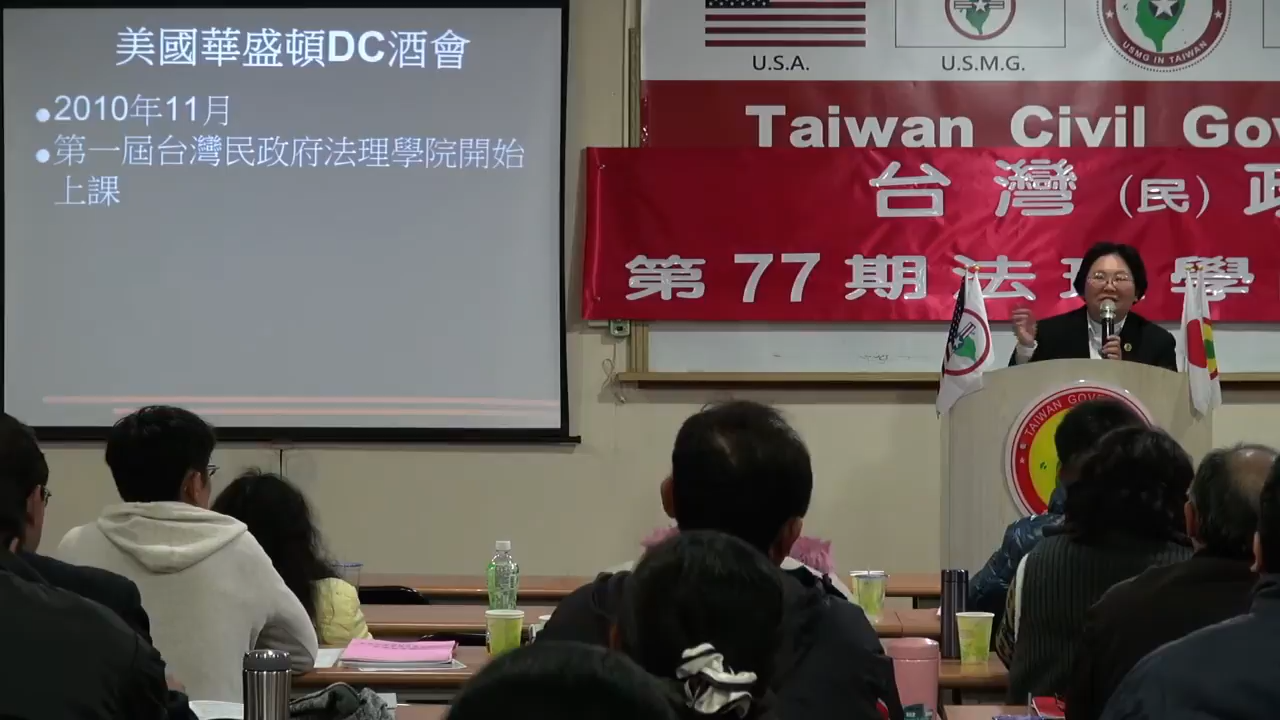 美國華盛頓DC酒會
●2010年11月
●第一屆台灣民政府法理學院開始
上課
U.S.A.
U.S.M.G.
USMG IN TAIWAN
Taiwan Civil Gov
台灣(民)政
第77期法理學
TAIWAN GOVE